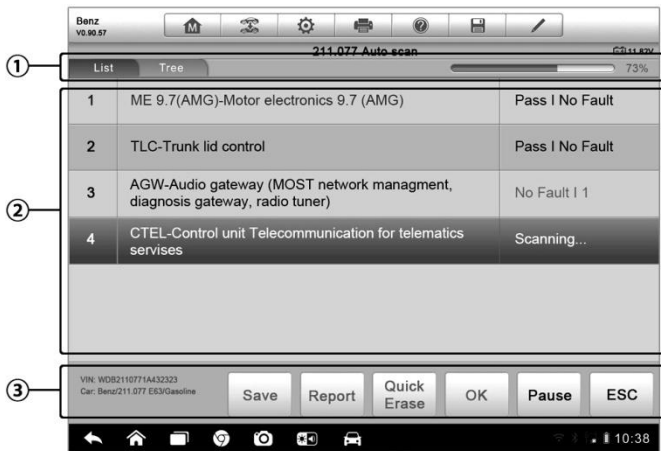 Benz
V0.90.57
211.077 Auto scan
11.87V
①
List Tree 73%
②
1 ME 9.7(AMG)-Motor electronics 9.7 (AMG) Pass I No Fault
2 TLC-Trunk lid control Pass I No Fault
3 AGW-Audio gateway (MOST network managment,
diagnosis gateway, radio tuner) No Fault I 1
4 CTEL-Control unit Telecommunication for telematics
servises Scanning...
③
VIN: WDB2110771A432323
Car: Benz/211.077 E63/Gasoline
Save Report Quick
Erase OK Pause ESC
10:38